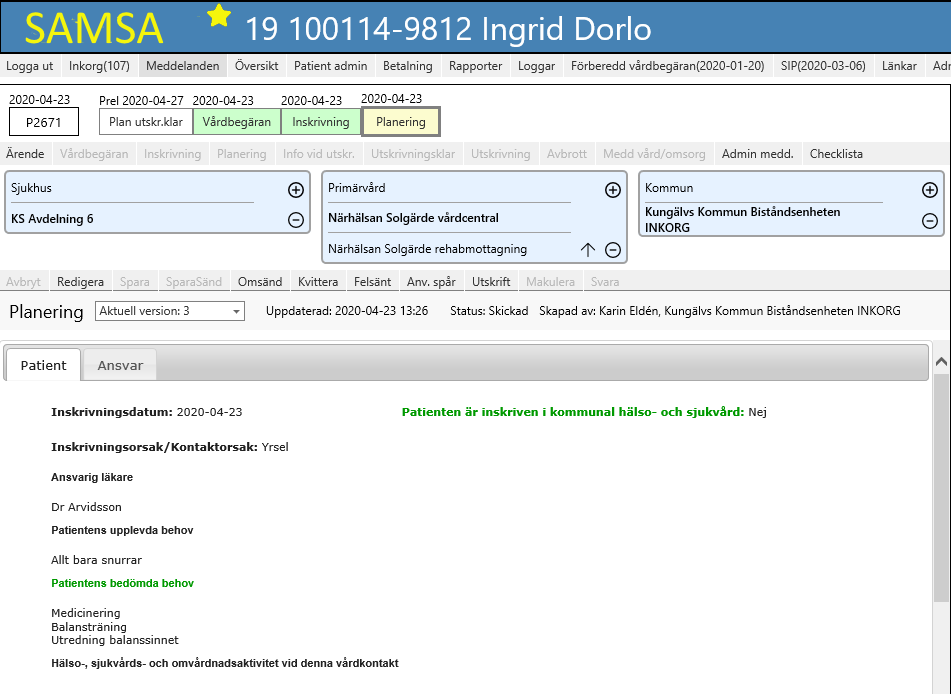 SAMSA 19 100114-9812 Ingrid Dorlo
Logga ut Inkorg(107) Meddelanden Översikt Patient admin Betalning Rapporter Loggar Förberedd vårdbegäran(2020-01-20) SIP(2020-03-06) Länkar Adr
2020-04-23 Prel 2020-04-27 2020-04-23 2020-04-23 2020-04-23
P2671 Plan utskr.klar Vårdbegäran Inskrivning Planering
Ärende Vårdbegäran Inskrivning Planering Info vid utskr. Utskrivningsklar Utskrivning Avbrott Medd vård/omsorg Admin medd. Checklista
Sjukhus
KS Avdelning 6
Primärvård
Närhälsan Solgärde vårdcentral
Närhälsan Solgärde rehabmottagning
Kommun
Kungälvs Kommun Biståndsenheten
INKORG
Avbryt Redigera Spara SparaSänd Omsänd Kvittera Felsänt Anv. spår Utskrift Makulera Svara
Planering Aktuell version: 3 Uppdaterad: 2020-04-23 13:26 Status: Skickad Skapad av: Karin Eldén, Kungälvs Kommun Biståndsenheten INKORG
Patient Ansvar
Inskrivningsdatum: 2020-04-23 Patienten är inskriven i kommunal hälso- och sjukvård: Nej
Inskrivningsorsak/Kontaktorsak: Yrsel
Ansvarig läkare
Dr Arvidsson
Patientens upplevda behov
Allt bara snurrar
Patientens bedömda behov
Medicinering
Balansträning
Utredning balanssinnet
Hälso-, sjukvårds- och omvårdnadsaktivitet vid denna vårdkontakt